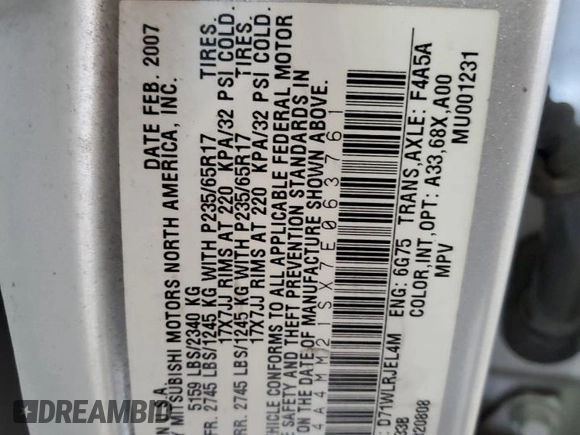 DATE FEB. 2007
MITSUBISHI MOTORS NORTH AMERICA, INC.
5159 LBS/2340 KG
FR. 2745 LBS/1245 KG WITH P235/65R17 TIRES.
17X7JJ RIMS AT 220 KPA/32 PSI COLD.
RR. 2745 LBS/1245 KG WITH P235/65R17 TIRES.
17X7JJ RIMS AT 220 KPA/32 PSI COLD.
VEHICLE CONFORMS TO ALL APPLICABLE FEDERAL MOTOR
SAFETY AND THEFT PREVENTION STANDARDS IN
ON THE DATE OF MANUFACTURE SHOWN ABOVE.
4A4MM21SX7E063761
D71WLRJEL4M ENG: 6G75 TRANS,AXLE: F4A5A
COLOR,INT,OPT: A33,68X,A00
MPV
20808 MU001231
DREAMBID